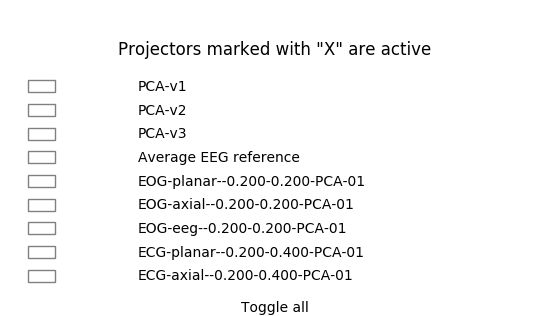 Projectors marked with "X" are active
PCA-v1
PCA-v2
PCA-v3
Average EEG reference
EOG-planar--0.200-0.200-PCA-01
EOG-axial--0.200-0.200-PCA-01
EOG-eeg--0.200-0.200-PCA-01
ECG-planar--0.200-0.400-PCA-01
ECG-axial--0.200-0.400-PCA-01
Toggle all